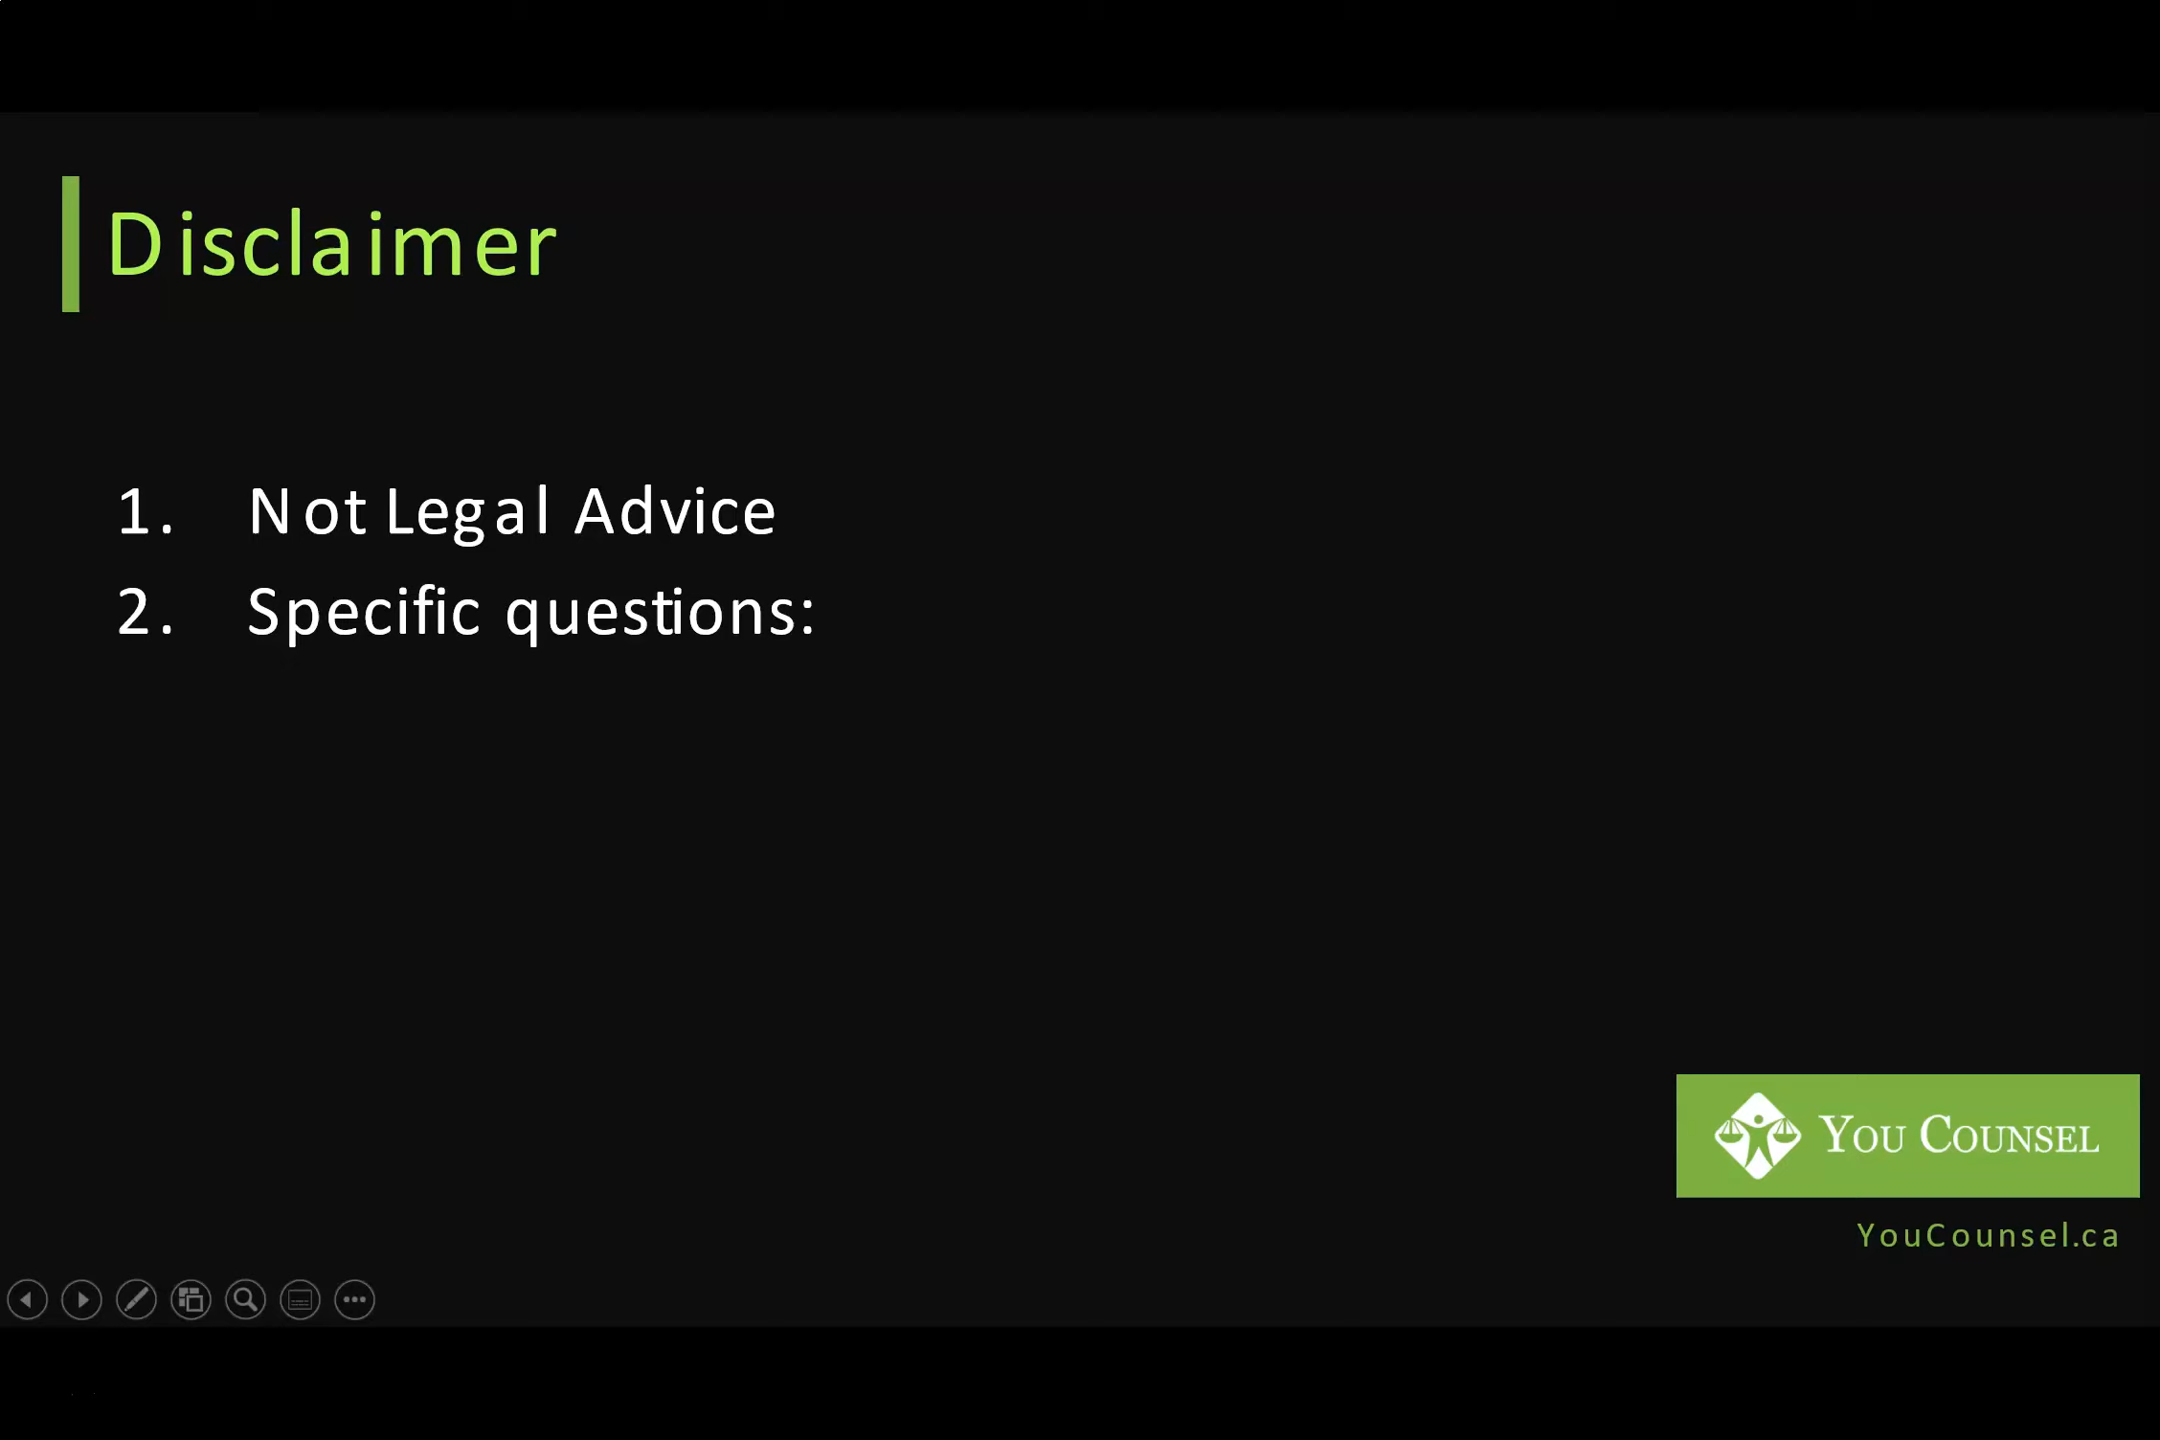 Disclaimer
1. Not Legal Advice
2. Specific questions:
YOU COUNSEL
YouCounsel.ca